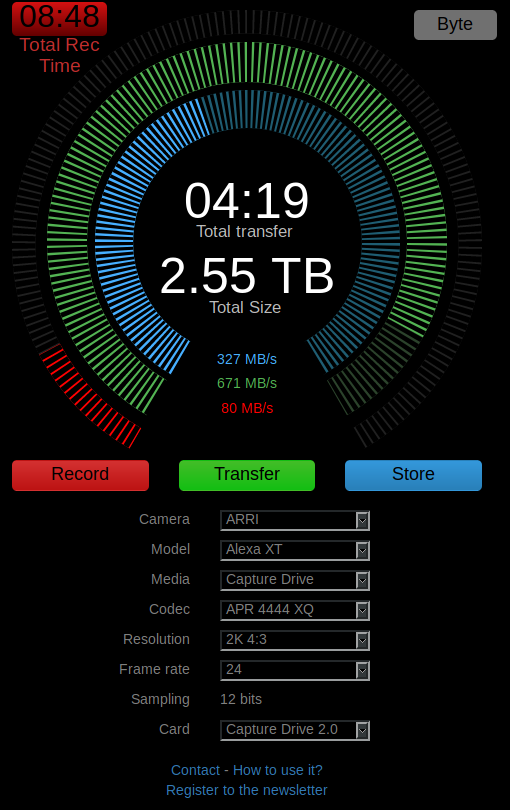 08:48
Total Rec
Time
Byte
04:19
Total transfer
2.55 TB
Total Size
327 MB/s
671 MB/s
80 MB/s
Record Transfer Store
Camera ARRI
Model Alexa XT
Media Capture Drive
Codec APR 4444 XQ
Resolution 2K 4:3
Frame rate 24
Sampling 12 bits
Card Capture Drive 2.0
Contact - How to use it?
Register to the newsletter